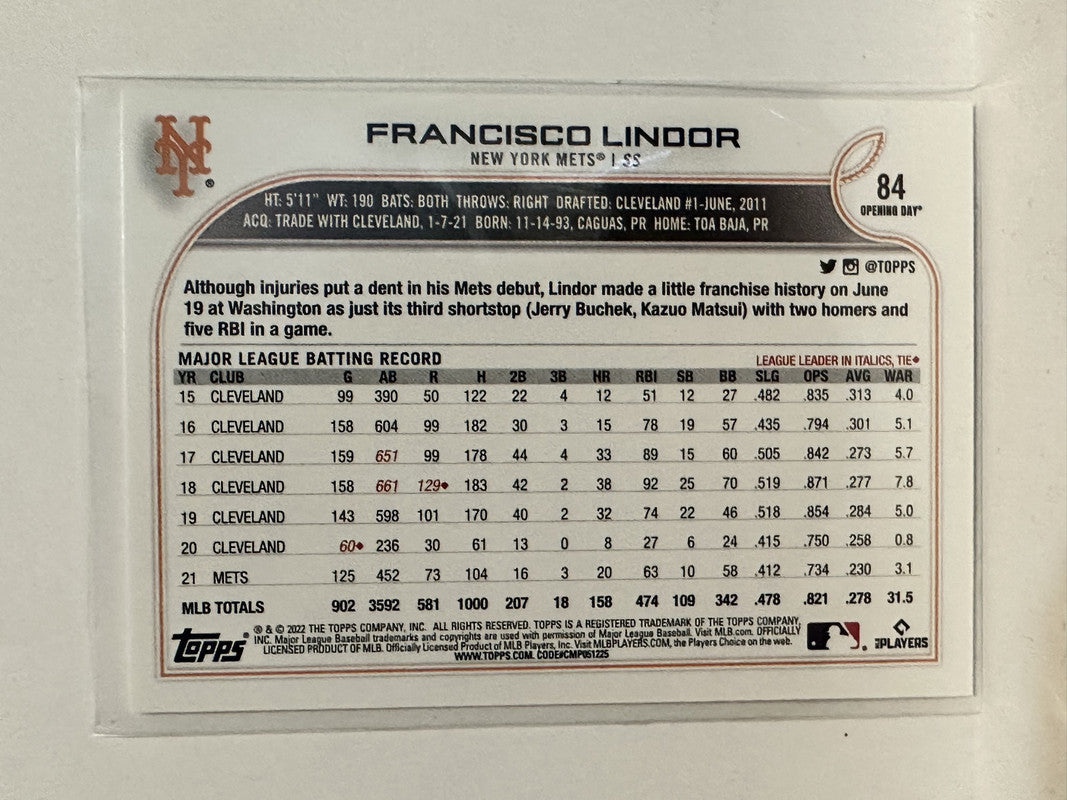 NY®
FRANCISCO LINDOR
NEW YORK METS® | SS
84
OPENING DAY®
HT: 5'11" WT: 190 BATS: BOTH THROWS: RIGHT DRAFTED: CLEVELAND #1-JUNE, 2011
ACQ: TRADE WITH CLEVELAND, 1-7-21 BORN: 11-14-93, CAGUAS, PR HOME: TOA BAJA, PR
@TOPPS
Although injuries put a dent in his Mets debut, Lindor made a little franchise history on June
19 at Washington as just its third shortstop (Jerry Buchek, Kazuo Matsui) with two homers and
five RBI in a game.
MAJOR LEAGUE BATTING RECORD LEAGUE LEADER IN ITALICS, TIE◆
YR CLUB G AB R H 2B 3B HR RBI SB BB SLG OPS AVG WAR
15 CLEVELAND 99 390 50 122 22 4 12 51 12 27 .482 .835 .313 4.0
16 CLEVELAND 158 604 99 182 30 3 15 78 19 57 .435 .794 .301 5.1
17 CLEVELAND 159 651 99 178 44 4 33 89 15 60 .505 .842 .273 5.7
18 CLEVELAND 158 661 129◆ 183 42 2 38 92 25 70 .519 .871 .277 7.8
19 CLEVELAND 143 598 101 170 40 2 32 74 22 46 .518 .854 .284 5.0
20 CLEVELAND 60◆ 236 30 61 13 0 8 27 6 24 .415 .750 .258 0.8
21 METS 125 452 73 104 16 3 20 63 10 58 .412 .734 .230 3.1
MLB TOTALS 902 3592 581 1000 207 18 158 474 109 342 .478 .821 .278 31.5
topps®
® & © 2022 THE TOPPS COMPANY, INC. ALL RIGHTS RESERVED. TOPPS IS A REGISTERED TRADEMARK OF THE TOPPS COMPANY,
INC. Major League Baseball trademarks and copyrights are used with permission of Major League Baseball. Visit MLB.com. OFFICIALLY
LICENSED PRODUCT OF MLB. Officially Licensed Product of MLB Players, Inc. Visit MLBPLAYERS.COM, the Players Choice on the web.
WWW.TOPPS.COM. CODE#CMP051225
MLB PLAYERS